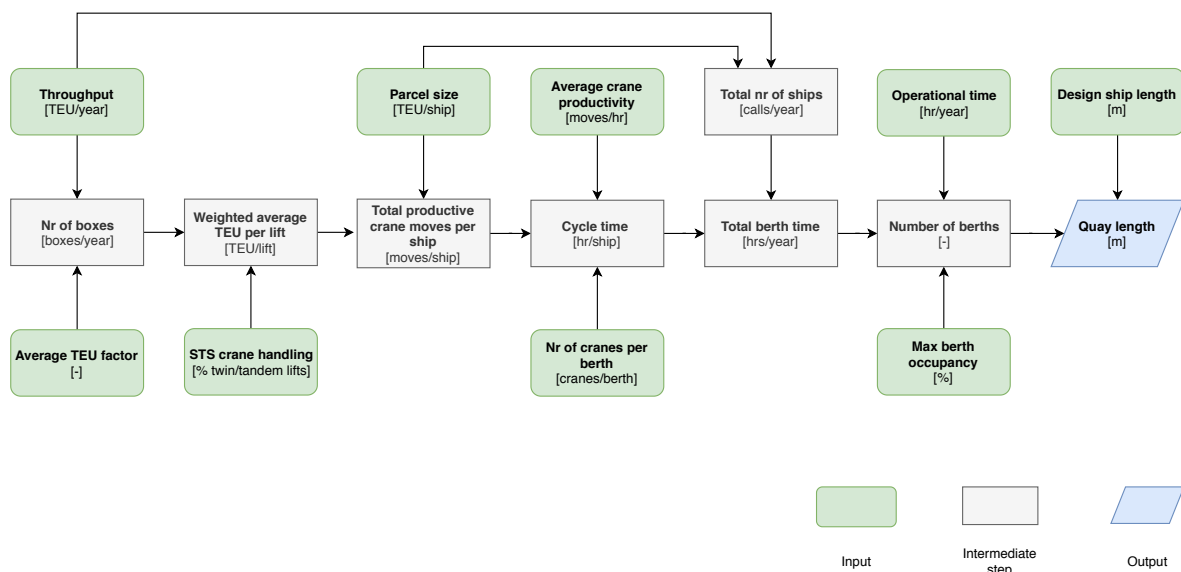 Throughput
[TEU/year]
Parcel size
[TEU/ship]
Average crane
productivity
[moves/hr]
Total nr of ships
[calls/year]
Operational time
[hr/year]
Design ship length
[m]
Nr of boxes
[boxes/year]
Weighted average
TEU per lift
[TEU/lift]
Total productive
crane moves per
ship
[moves/ship]
Cycle time
[hr/ship]
Total berth time
[hrs/year]
Number of berths
[-]
Quay length
[m]
Average TEU factor
[-]
STS crane handling
[% twin/tandem lifts]
Nr of cranes per
berth
[cranes/berth]
Max berth
occupancy
[%]
Input
Intermediate
step
Output